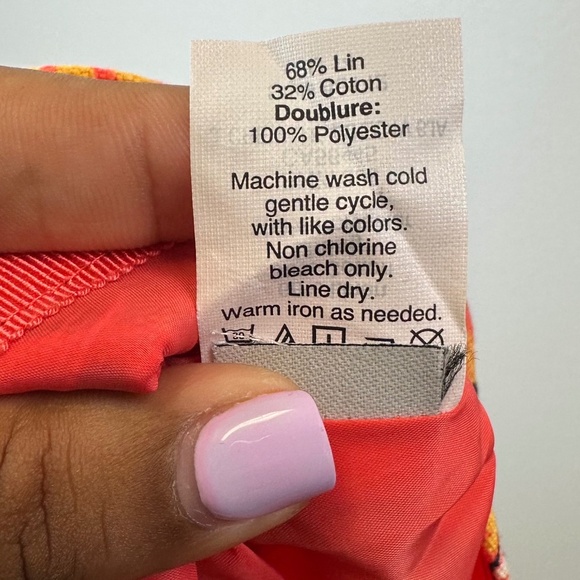 68% Lin
32% Coton
Doublure:
100% Polyester
Machine wash cold
gentle cycle,
with like colors.
Non chlorine
bleach only.
Line dry.
Warm iron as needed.